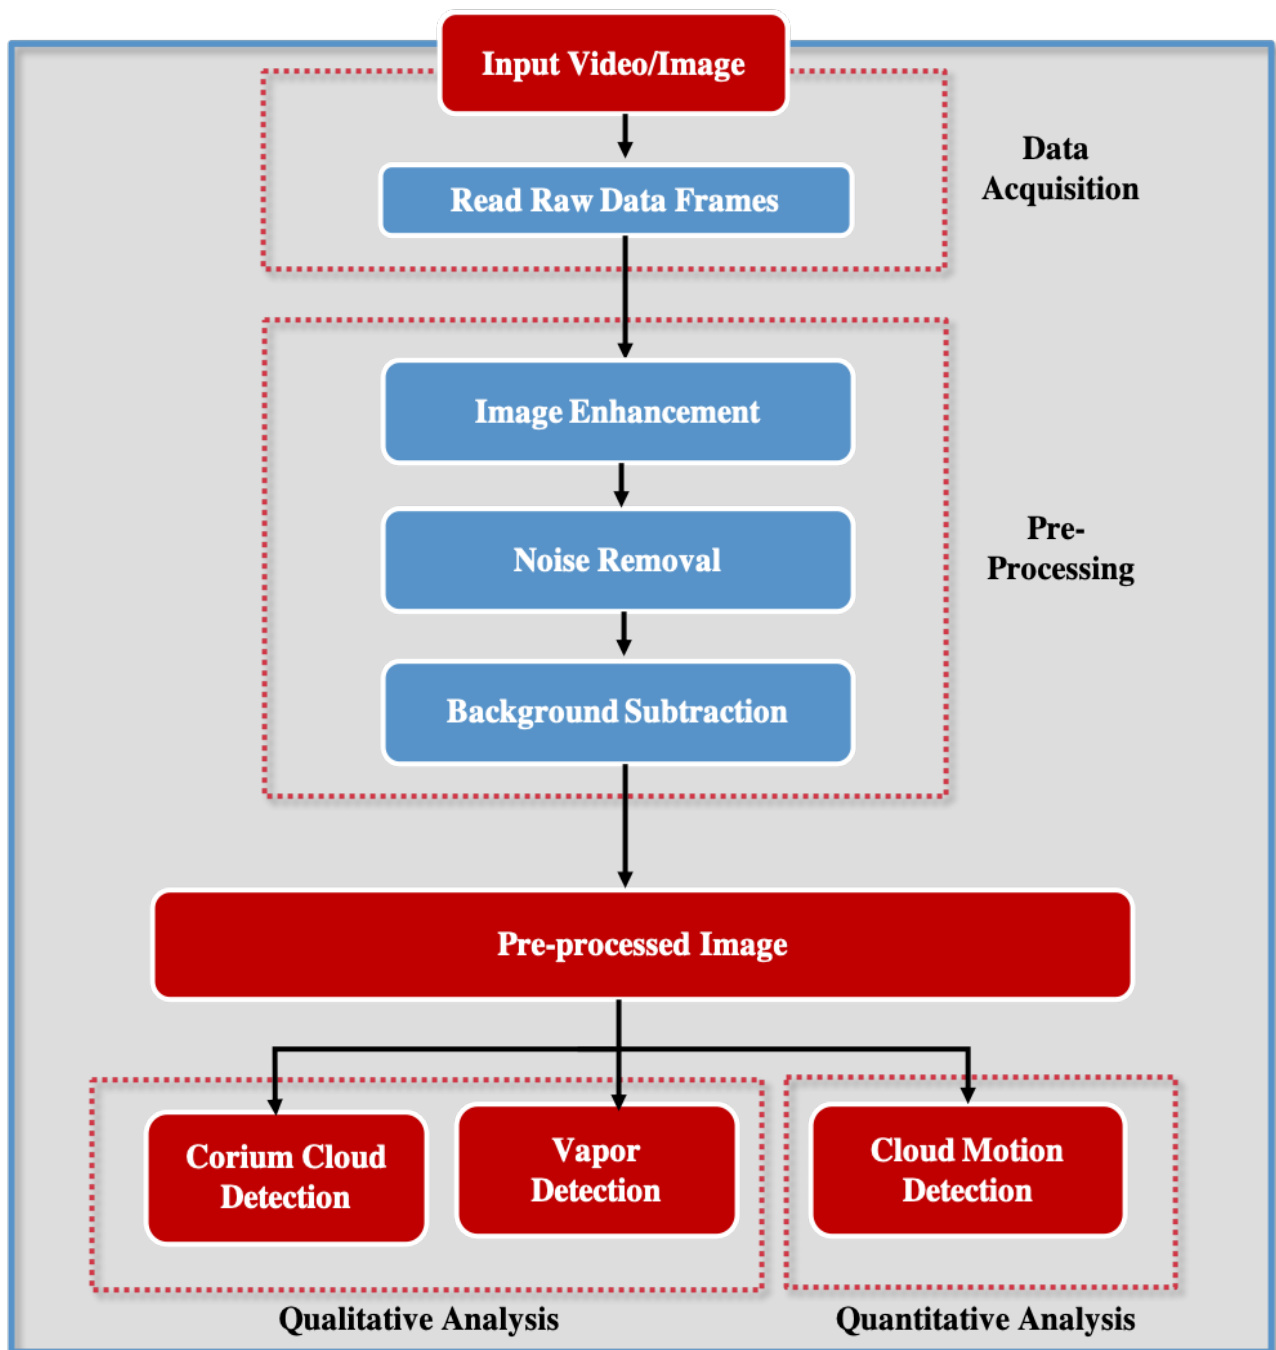 Input Video/Image
Read Raw Data Frames
Data
Acquisition
Image Enhancement
Noise Removal
Background Subtraction
Pre-
Processing
Pre-processed Image
Corium Cloud
Detection
Vapor
Detection
Cloud Motion
Detection
Qualitative Analysis
Quantitative Analysis